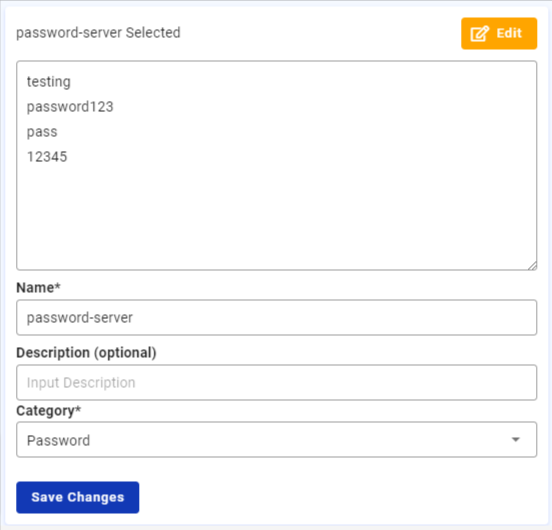 password-server Selected
Edit
testing
password123
pass
12345
Name*
password-server
Description (optional)
Input Description
Category*
Password
Save Changes